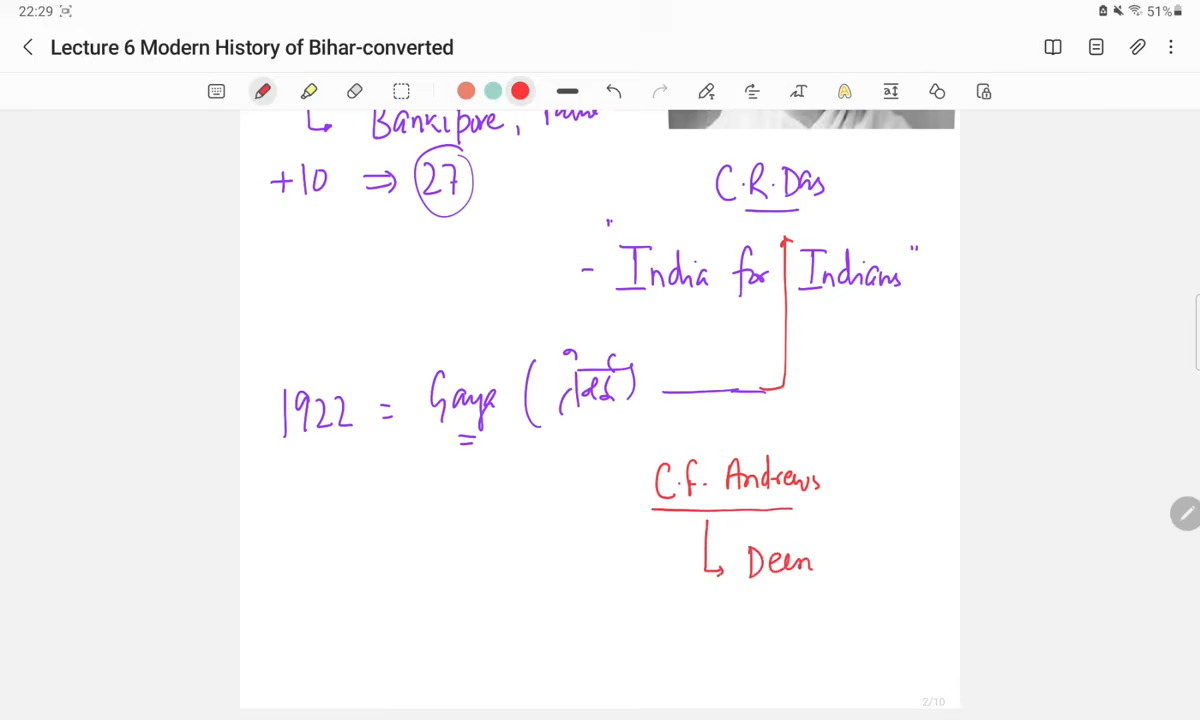 22:29 51%
Lecture 6 Modern History of Bihar-converted
Bankipore,
+10 ⇒ 27
C.R.Das
- "India for Indians"
1922 = Gaya ( )
C.f. Andrews
Deen
2/10